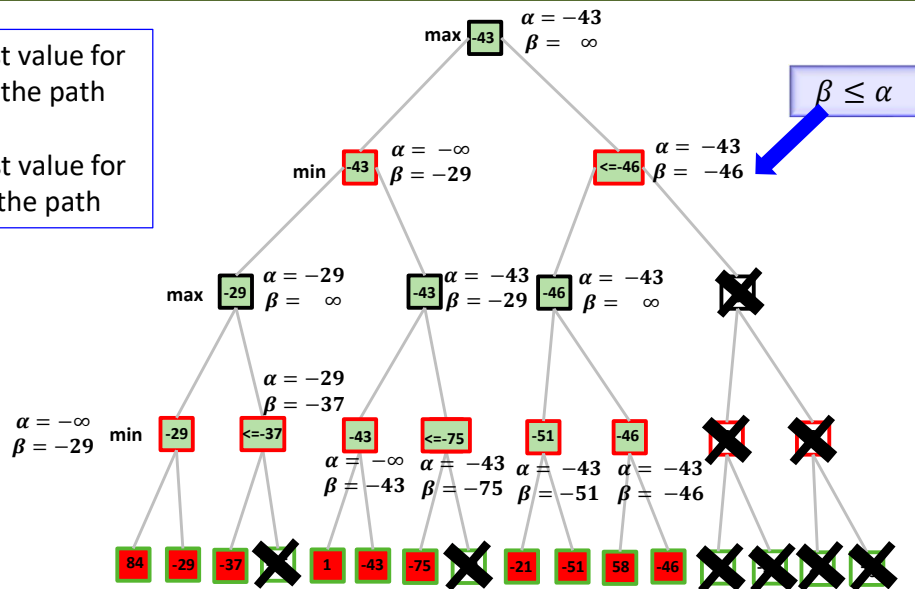 st value for
the path
st value for
the path
max
-43
α = −43
β = ∞
β ≤ α
min
-43
α = −∞
β = −29
<=-46
α = −43
β = −46
max
-29
α = −29
β = ∞
-43
α = −43
β = −29
-46
α = −43
β = ∞
α = −29
β = −37
α = −∞
β = −29
min
-29
<=-37
-43
<=-75
-51
-46
α = −∞
β = −43
α = −43
β = −75
α = −43
β = −51
α = −43
β = −46
84
-29
-37
1
-43
-75
-21
-51
58
-46